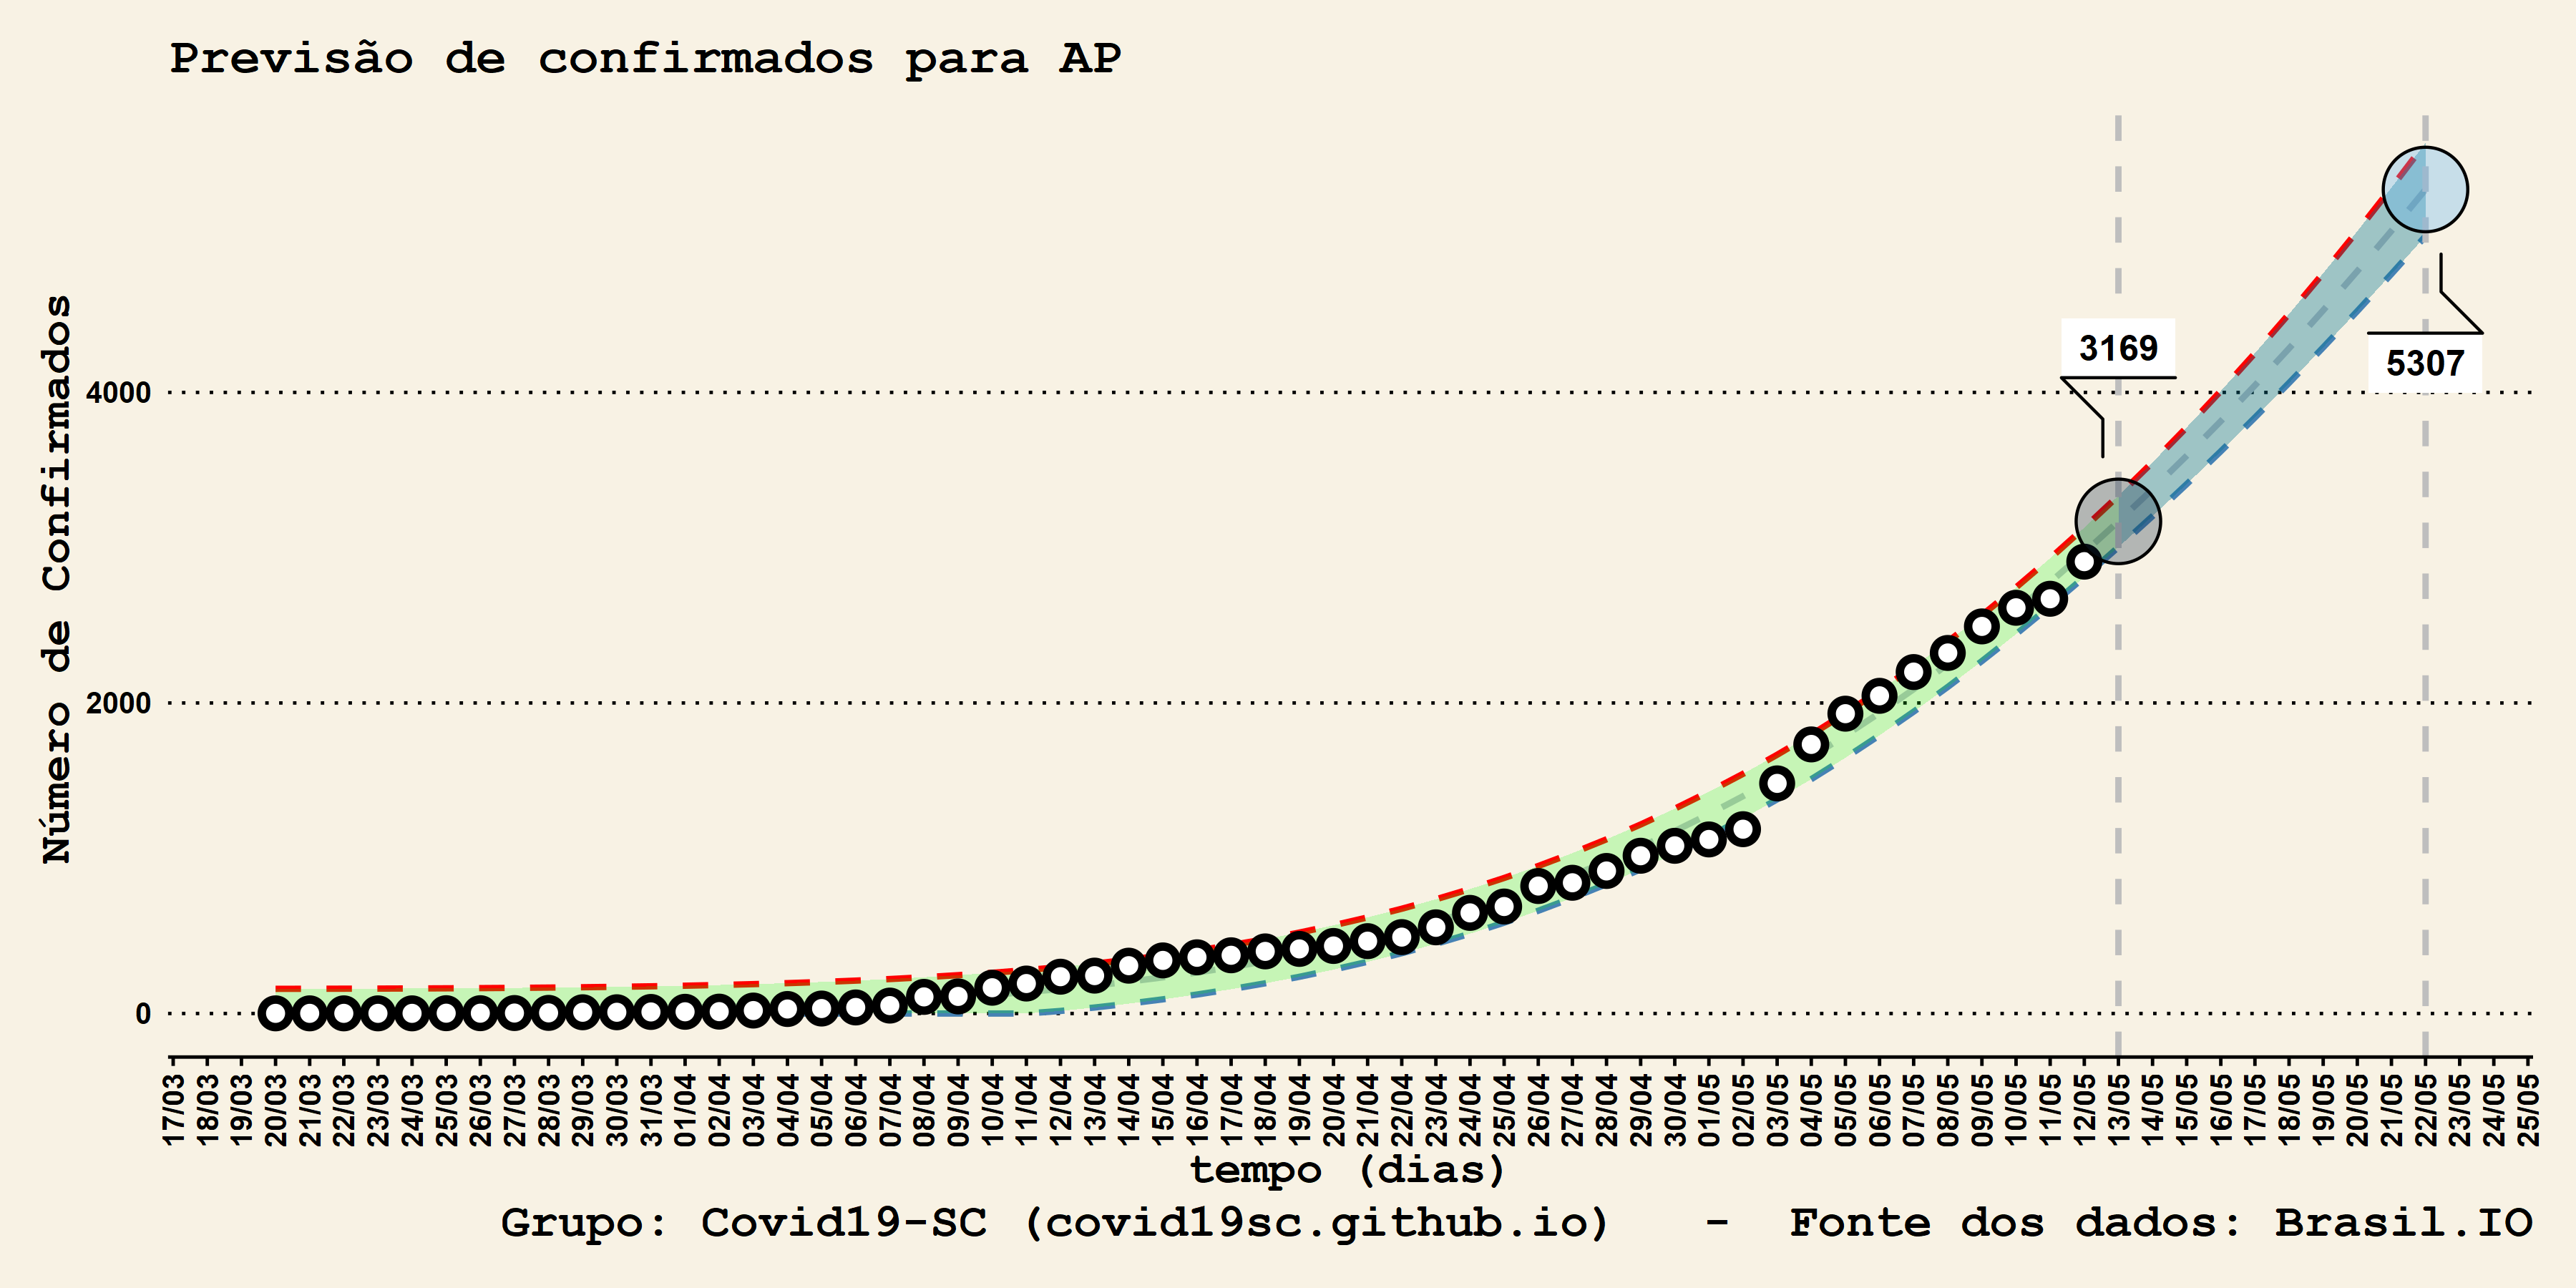 Previsão de confirmados para AP
Número de Confirmados
4000
2000
0
3169
5307
17/03 18/03 19/03 20/03 21/03 22/03 23/03 24/03 25/03 26/03 27/03 28/03 29/03 30/03 31/03 01/04 02/04 03/04 04/04 05/04 06/04 07/04 08/04 09/04 10/04 11/04 12/04 13/04 14/04 15/04 16/04 17/04 18/04 19/04 20/04 21/04 22/04 23/04 24/04 25/04 26/04 27/04 28/04 29/04 30/04 01/05 02/05 03/05 04/05 05/05 06/05 07/05 08/05 09/05 10/05 11/05 12/05 13/05 14/05 15/05 16/05 17/05 18/05 19/05 20/05 21/05 22/05 23/05 24/05 25/05
tempo (dias)
Grupo: Covid19-SC (covid19sc.github.io) - Fonte dos dados: Brasil.IO